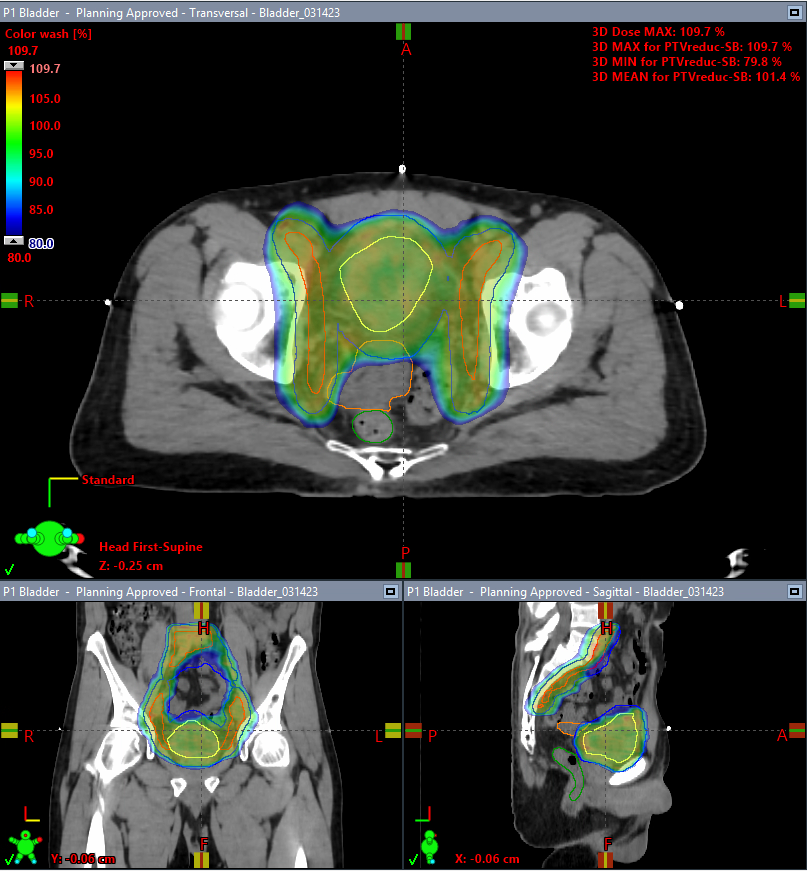 P1 Bladder - Planning Approved - Transversal - Bladder_031423
Color wash [%]
109.7
109.7
105.0
100.0
95.0
90.0
85.0
80.0
80.0
3D Dose MAX: 109.7 %
3D MAX for PTVreduc-SB: 109.7 %
3D MIN for PTVreduc-SB: 79.8 %
3D MEAN for PTVreduc-SB: 101.4 %
A
R
L
Standard
Head First-Supine
Z: -0.25 cm
P
P1 Bladder - Planning Approved - Frontal - Bladder_031423
H
R
L
F
Y: -0.06 cm
P1 Bladder - Planning Approved - Sagittal - Bladder_031423
H
P
A
F
X: -0.06 cm